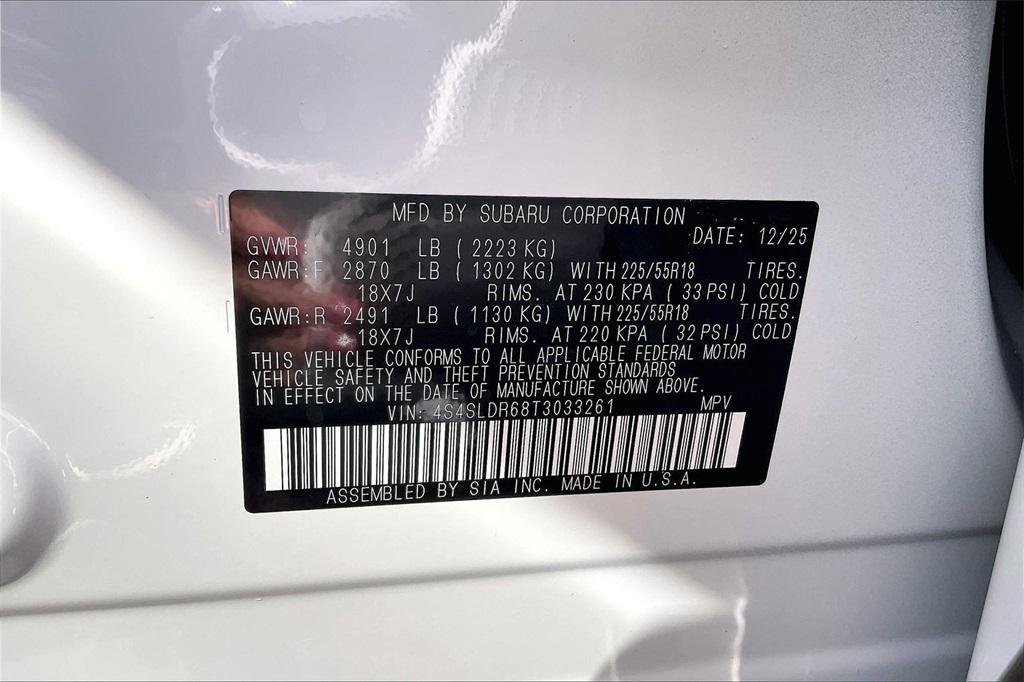 MFD BY SUBARU CORPORATION
DATE: 12/25
GVWR: 4901 LB ( 2223 KG)
GAWR:F 2870 LB ( 1302 KG) WITH 225/55R18 TIRES.
18X7J RIMS. AT 230 KPA ( 33 PSI) COLD
GAWR:R 2491 LB ( 1130 KG) WITH 225/55R18 TIRES.
18X7J RIMS. AT 220 KPA ( 32 PSI) COLD
THIS VEHICLE CONFORMS TO ALL APPLICABLE FEDERAL MOTOR
VEHICLE SAFETY AND THEFT PREVENTION STANDARDS
IN EFFECT ON THE DATE OF MANUFACTURE SHOWN ABOVE.
VIN: 4S4SLDR68T3033261 MPV
ASSEMBLED BY SIA INC. MADE IN U.S.A.